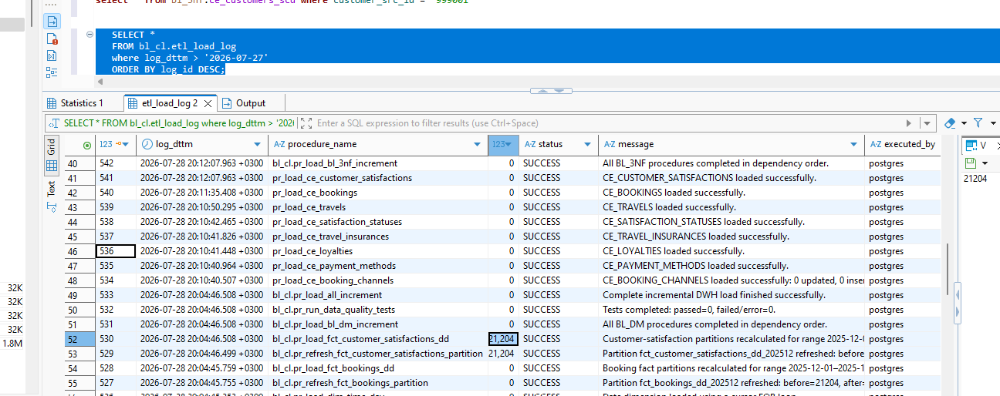 select * from bl_3nf.ce_customers_scd where customer_src_id = '999001'
SELECT *
FROM bl_cl.etl_load_log
where log_dttm > '2026-07-27'
ORDER BY log_id DESC;
Statistics 1 etl_load_log 2 Output
SELECT * FROM bl_cl.etl_load_log where log_dttm > '202 Enter a SQL expression to filter results (use Ctrl+Space)
Grid
Text
123 log_dttm A-Z procedure_name 123 A-Z status A-Z message A-Z executed_by
40 542 2026-07-28 20:12:07.963 +0300 bl_cl.pr_load_bl_3nf_increment 0 SUCCESS All BL_3NF procedures completed in dependency order. postgres
41 541 2026-07-28 20:12:07.963 +0300 pr_load_ce_customer_satisfactions 0 SUCCESS CE_CUSTOMER_SATISFACTIONS loaded successfully. postgres
42 540 2026-07-28 20:11:35.408 +0300 pr_load_ce_bookings 0 SUCCESS CE_BOOKINGS loaded successfully. postgres
43 539 2026-07-28 20:10:50.295 +0300 pr_load_ce_travels 0 SUCCESS CE_TRAVELS loaded successfully. postgres
44 538 2026-07-28 20:10:42.465 +0300 pr_load_ce_satisfaction_statuses 0 SUCCESS CE_SATISFACTION_STATUSES loaded successfully. postgres
45 537 2026-07-28 20:10:41.826 +0300 pr_load_ce_travel_insurances 0 SUCCESS CE_TRAVEL_INSURANCES loaded successfully. postgres
46 536 2026-07-28 20:10:41.448 +0300 pr_load_ce_loyalties 0 SUCCESS CE_LOYALTIES loaded successfully. postgres
47 535 2026-07-28 20:10:40.964 +0300 pr_load_ce_payment_methods 0 SUCCESS CE_PAYMENT_METHODS loaded successfully. postgres
48 534 2026-07-28 20:10:40.507 +0300 pr_load_ce_booking_channels 0 SUCCESS CE_BOOKING_CHANNELS loaded successfully: 0 updated, 0 inser postgres
49 533 2026-07-28 20:04:46.508 +0300 bl_cl.pr_load_all_increment 0 SUCCESS Complete incremental DWH load finished successfully. postgres
50 532 2026-07-28 20:04:46.508 +0300 bl_cl.pr_run_data_quality_tests 0 SUCCESS Tests completed: passed=0, failed/error=0. postgres
51 531 2026-07-28 20:04:46.508 +0300 bl_cl.pr_load_bl_dm_increment 0 SUCCESS All BL_DM procedures completed in dependency order. postgres
52 530 2026-07-28 20:04:46.508 +0300 bl_cl.pr_load_fct_customer_satisfactions_dd 21,204 SUCCESS Customer-satisfaction partitions recalculated for range 2025-12-0 postgres
53 529 2026-07-28 20:04:46.499 +0300 bl_cl.pr_refresh_fct_customer_satisfactions_partition 21,204 SUCCESS Partition fct_customer_satisfactions_dd_202512 refreshed: before postgres
54 528 2026-07-28 20:04:45.759 +0300 bl_cl.pr_load_fct_bookings_dd 0 SUCCESS Booking fact partitions recalculated for range 2025-12-01–2025-1 postgres
55 527 2026-07-28 20:04:45.755 +0300 bl_cl.pr_refresh_fct_bookings_partition 0 SUCCESS Partition fct_bookings_dd_202512 refreshed: before=21204, after= postgres
32K
32K
32K
32K
1.8M
V
21204